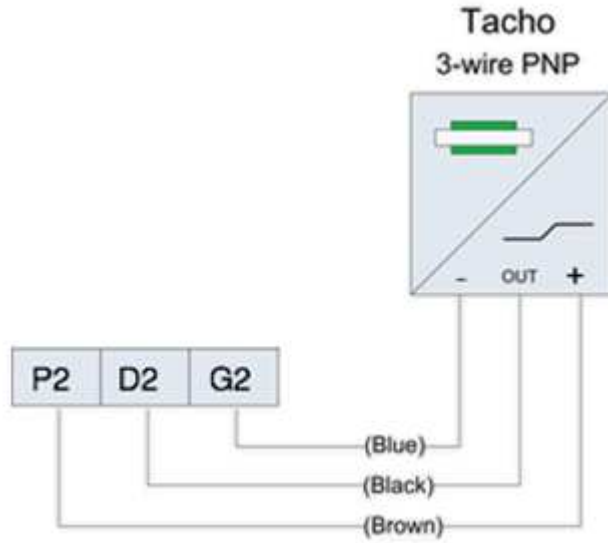 Tacho
3-wire PNP
- OUT +
P2 D2 G2
(Blue)
(Black)
(Brown)